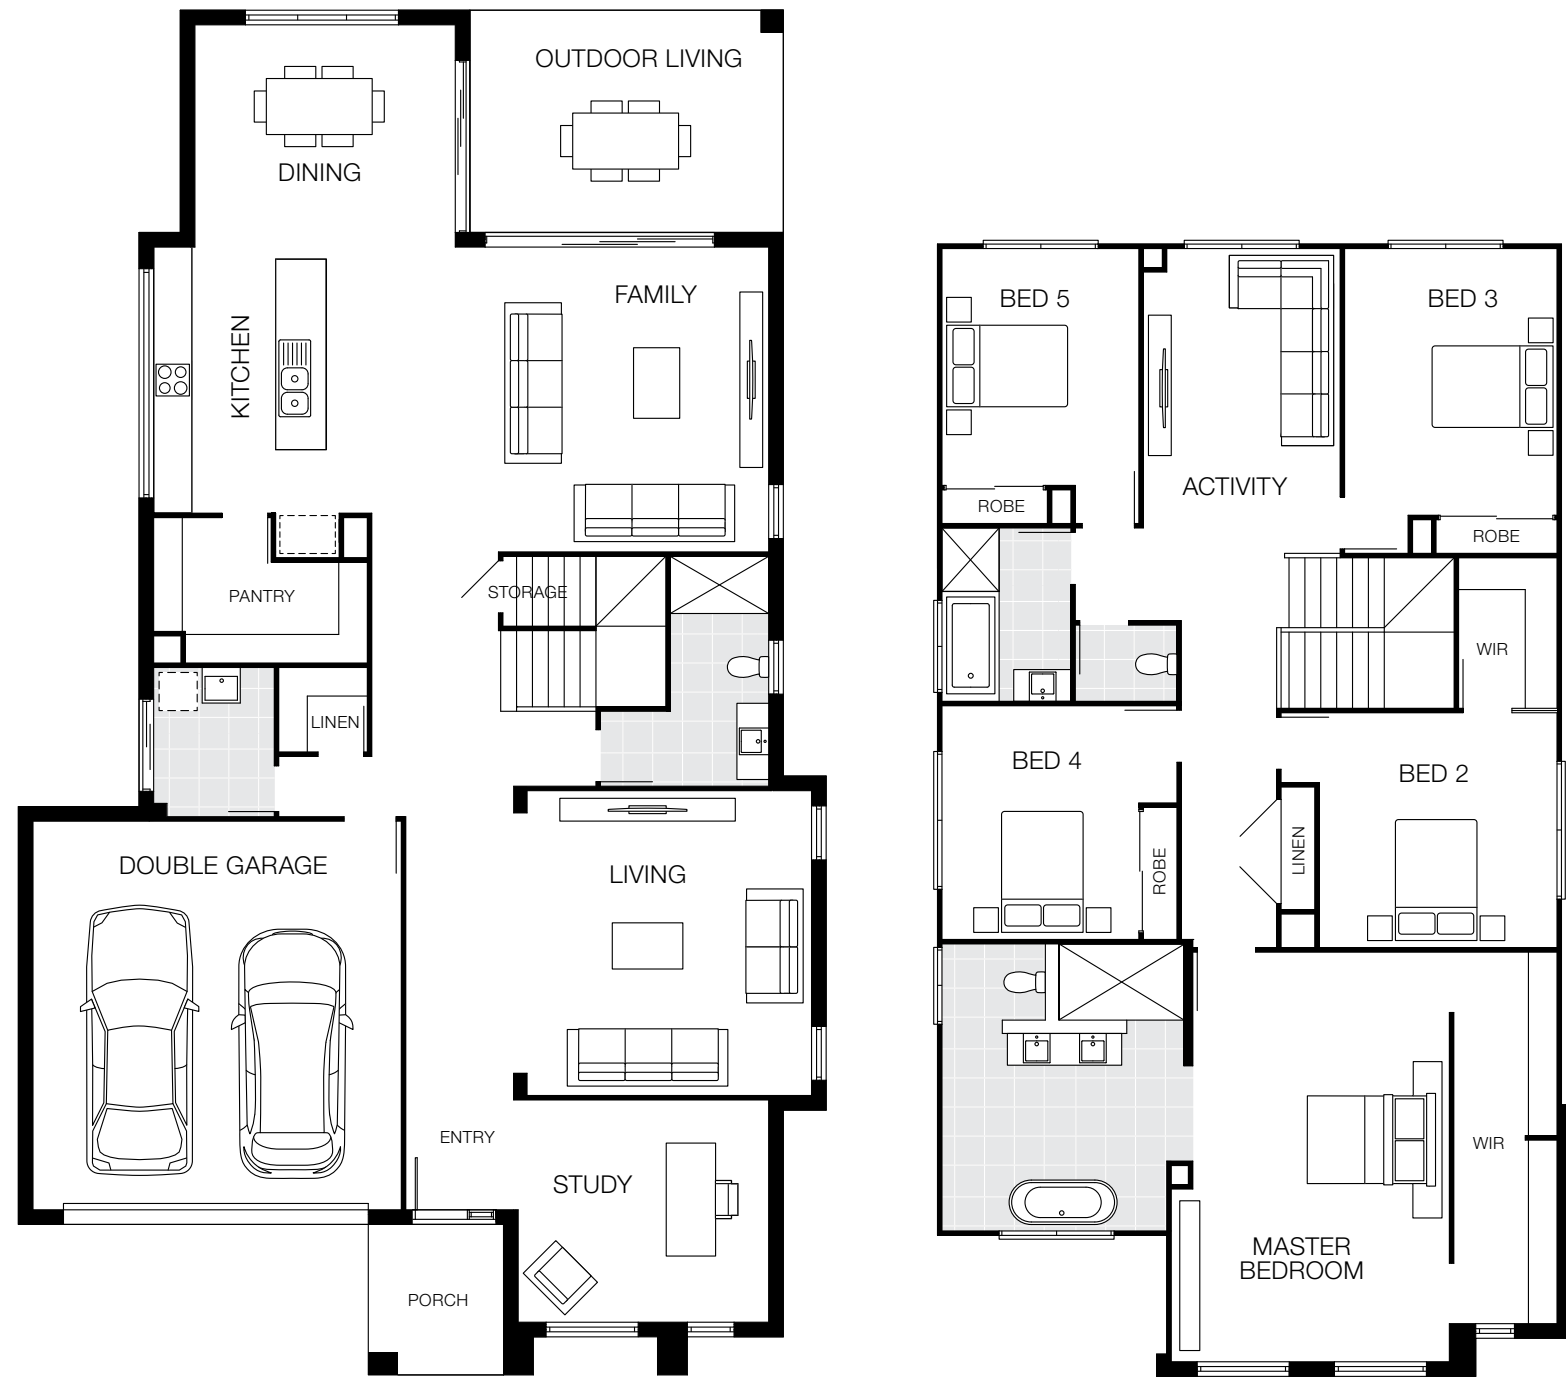 OUTDOOR LIVING
DINING
FAMILY
KITCHEN
STORAGE
PANTRY
LINEN
DOUBLE GARAGE
LIVING
ENTRY
STUDY
PORCH
BED 5
BED 3
ACTIVITY
ROBE
ROBE
WIR
BED 4
BED 2
ROBE
LINEN
WIR
MASTER
BEDROOM